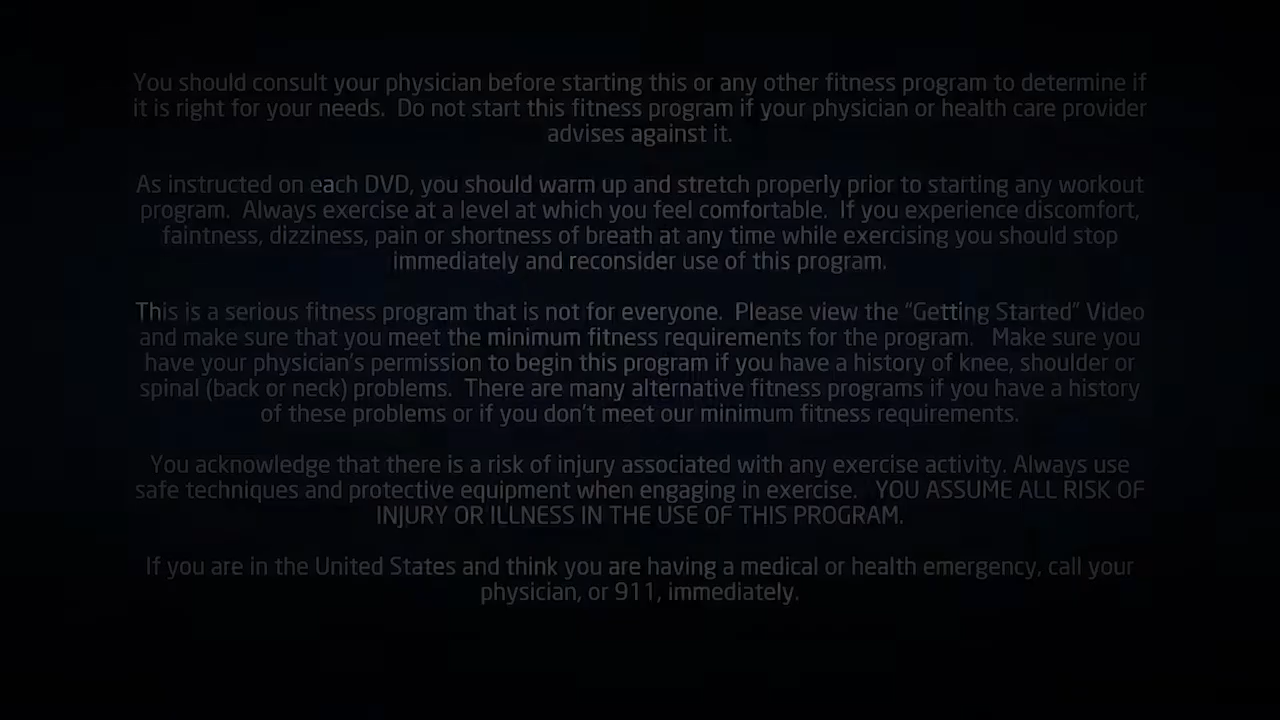 You should consult your physician before starting this or any other fitness program to determine if
it is right for your needs.  Do not start this fitness program if your physician or health care provider
advises against it.
As instructed on each DVD, you should warm up and stretch properly prior to starting any workout
program.  Always exercise at a level at which you feel comfortable.  If you experience discomfort,
faintness, dizziness, pain or shortness of breath at any time while exercising you should stop
immediately and reconsider use of this program.
This is a serious fitness program that is not for everyone.  Please view the "Getting Started" Video
and make sure that you meet the minimum fitness requirements for the program.   Make sure you
have your physician's permission to begin this program if you have a history of knee, shoulder or
spinal (back or neck) problems.  There are many alternative fitness programs if you have a history
of these problems or if you don't meet our minimum fitness requirements.
You acknowledge that there is a risk of injury associated with any exercise activity. Always use
safe techniques and protective equipment when engaging in exercise.   YOU ASSUME ALL RISK OF
INJURY OR ILLNESS IN THE USE OF THIS PROGRAM.
If you are in the United States and think you are having a medical or health emergency, call your
physician, or 911, immediately.